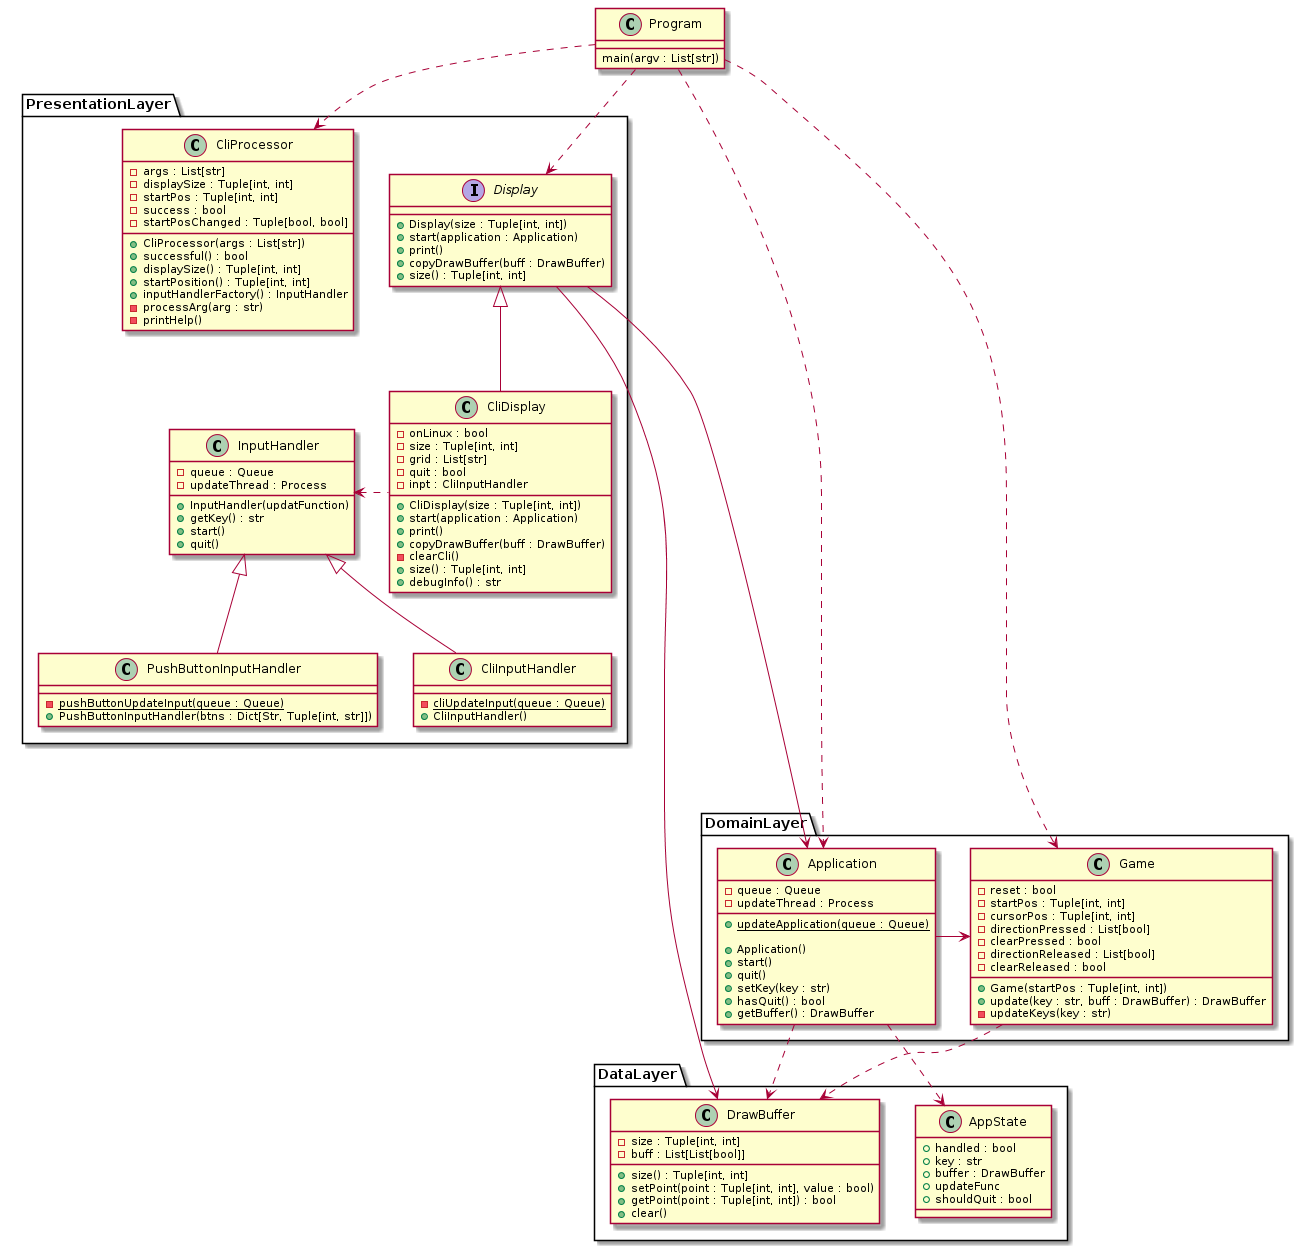 C Program
main(argv : List[str])
PresentationLayer
C CliProcessor
args : List[str]
displaySize : Tuple[int, int]
startPos : Tuple[int, int]
success : bool
startPosChanged : Tuple[bool, bool]
CliProcessor(args : List[str])
successful() : bool
displaySize() : Tuple[int, int]
startPosition() : Tuple[int, int]
inputHandlerFactory() : InputHandler
processArg(arg : str)
printHelp()
I Display
Display(size : Tuple[int, int])
start(application : Application)
print()
copyDrawBuffer(buff : DrawBuffer)
size() : Tuple[int, int]
C CliDisplay
onLinux : bool
size : Tuple[int, int]
grid : List[str]
quit : bool
inpt : CliInputHandler
CliDisplay(size : Tuple[int, int])
start(application : Application)
print()
copyDrawBuffer(buff : DrawBuffer)
clearCli()
size() : Tuple[int, int]
debugInfo() : str
C InputHandler
queue : Queue
updateThread : Process
InputHandler(updatFunction)
getKey() : str
start()
quit()
C PushButtonInputHandler
pushButtonUpdateInput(queue : Queue)
PushButtonInputHandler(btns : Dict[Str, Tuple[int, str]])
C CliInputHandler
cliUpdateInput(queue : Queue)
CliInputHandler()
DomainLayer
C Application
queue : Queue
updateThread : Process
updateApplication(queue : Queue)
Application()
start()
quit()
setKey(key : str)
hasQuit() : bool
getBuffer() : DrawBuffer
C Game
reset : bool
startPos : Tuple[int, int]
cursorPos : Tuple[int, int]
directionPressed : List[bool]
clearPressed : bool
directionReleased : List[bool]
clearReleased : bool
Game(startPos : Tuple[int, int])
update(key : str, buff : DrawBuffer) : DrawBuffer
updateKeys(key : str)
DataLayer
C DrawBuffer
size : Tuple[int, int]
buff : List[List[bool]]
size() : Tuple[int, int]
setPoint(point : Tuple[int, int], value : bool)
getPoint(point : Tuple[int, int]) : bool
clear()
C AppState
handled : bool
key : str
buffer : DrawBuffer
updateFunc
shouldQuit : bool